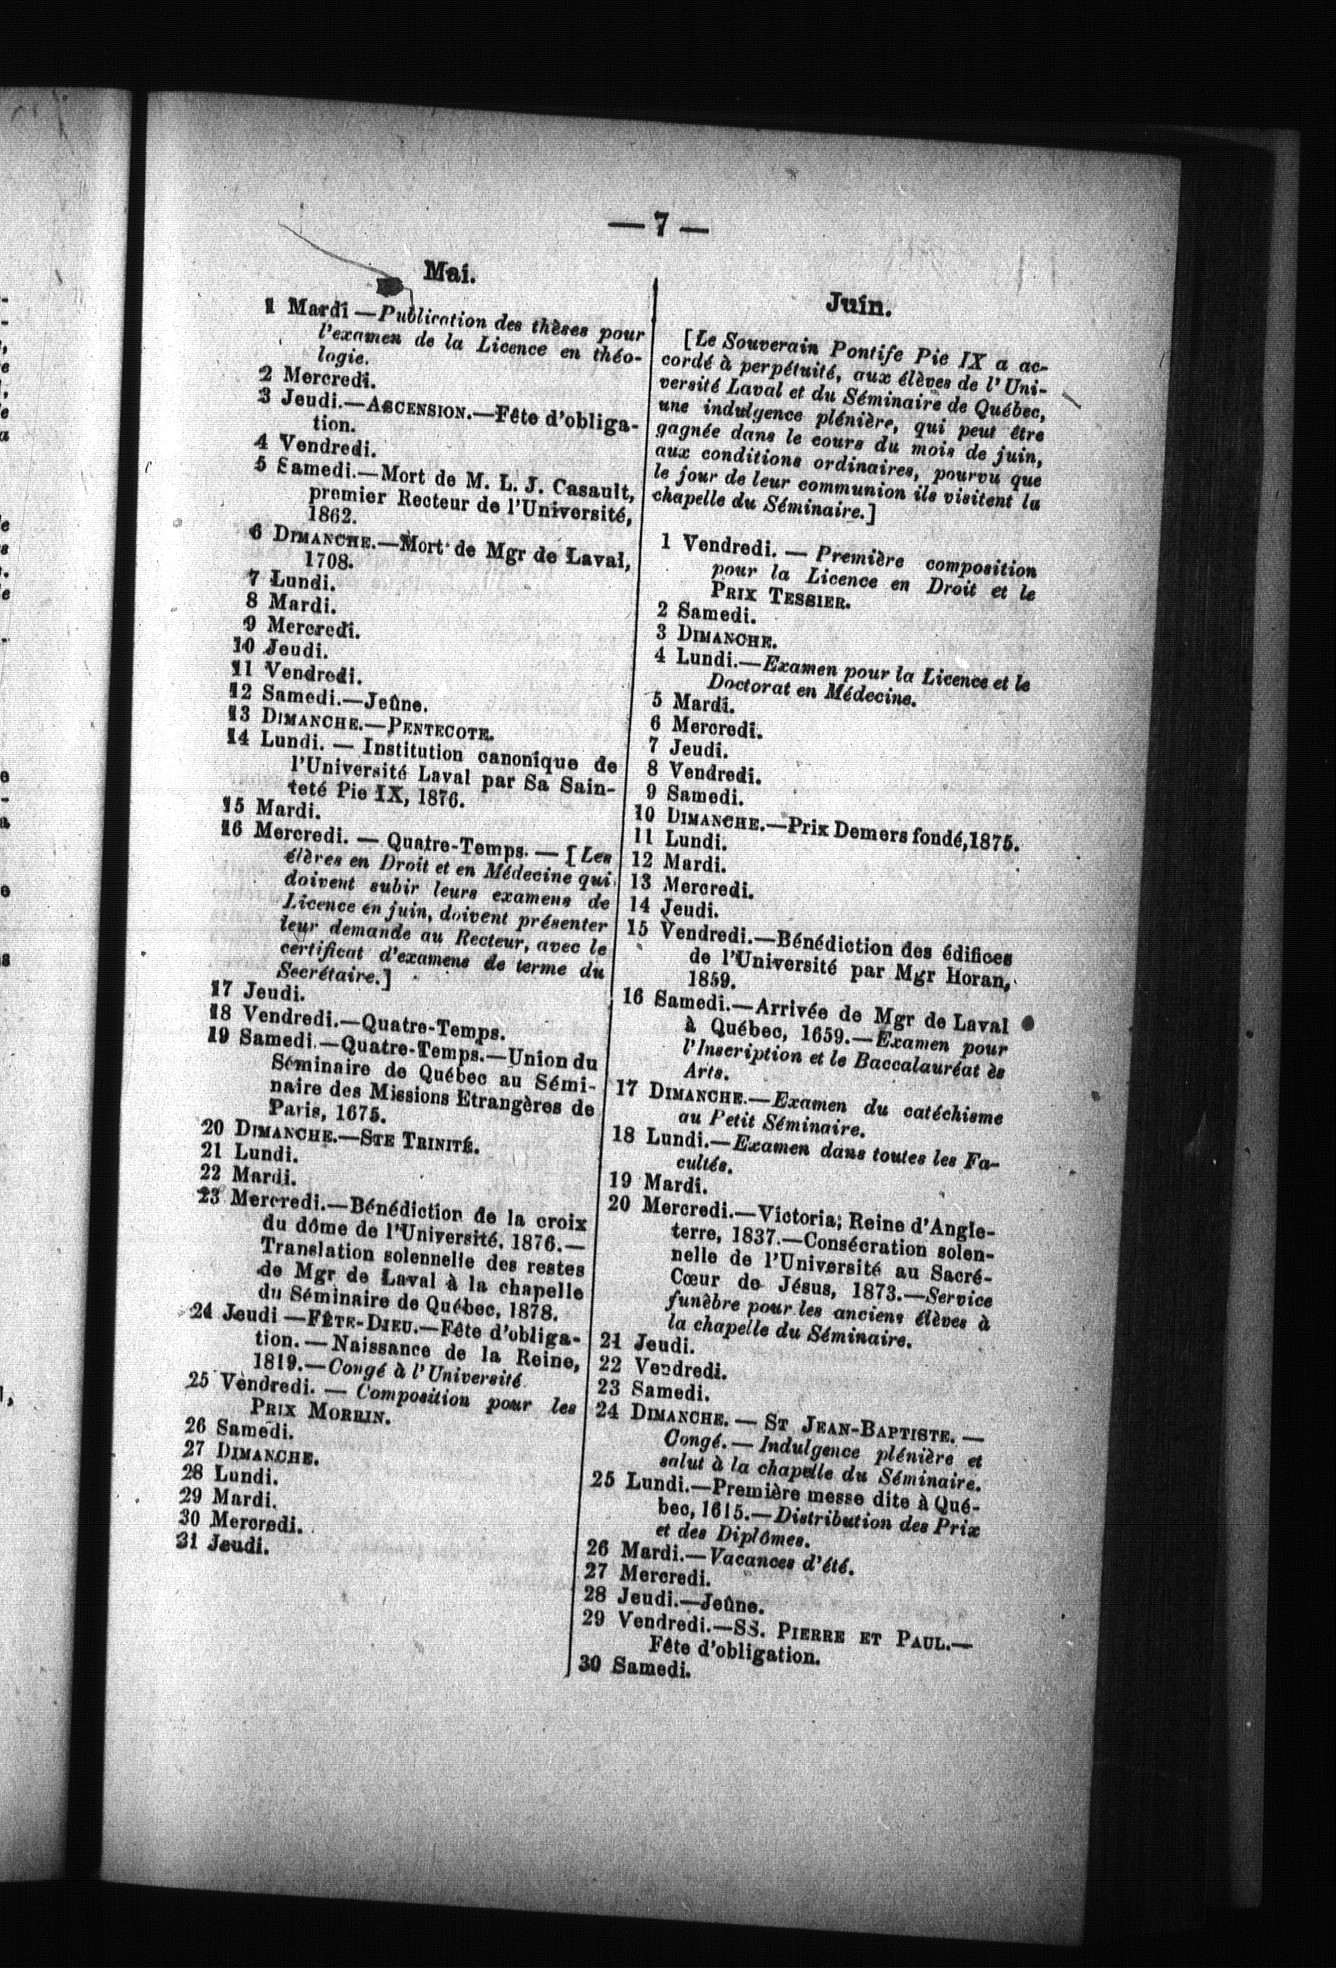 — 7 —
Mai.
1 Mardi — Publication des thèses pour
l'examen de la Licence en théo-
logie.
2 Mercredi.
3 Jeudi.—ASCENSION.—Fête d'obliga-
tion.
4 Vendredi.
5 Samedi.—Mort de M. L. J. Casault,
premier Recteur de l'Université,
1862.
6 DIMANCHE.—Mort de Mgr de Laval,
1708.
7 Lundi.
8 Mardi.
9 Mercredi.
10 Jeudi.
11 Vendredi.
12 Samedi.—Jeûne.
13 DIMANCHE.—PENTECOTE.
14 Lundi. — Institution canonique de
l'Université Laval par Sa Sain-
teté Pie IX, 1876.
15 Mardi.
16 Mercredi. — Quatre-Temps. — [Les
élères en Droit et en Médecine qui
doivent subir leurs examens de
Licence en juin, doivent présenter
leur demande au Recteur, avec le
certificat d'examens de terme du
Secrétaire.]
17 Jeudi.
18 Vendredi.—Quatre-Temps.
19 Samedi.—Quatre-Temps.—Union du
Séminaire de Québec au Sémi-
naire des Missions Etrangères de
Paris, 1675.
20 DIMANCHE.—STE TRINITÉ.
21 Lundi.
22 Mardi.
23 Mercredi.—Bénédiction de la croix
du dôme de l'Université, 1876.—
Translation solennelle des restes
de Mgr de Laval à la chapelle
du Séminaire de Québec, 1878.
24 Jeudi —FÊTE-DIEU.—Fête d'obliga-
tion. — Naissance de la Reine,
1819.—Congé à l'Université
25 Vendredi. — Composition pour les
PRIX MORRIN.
26 Samedi.
27 DIMANCHE.
28 Lundi.
29 Mardi.
30 Mercredi.
31 Jeudi.
Juin.
[Le Souverain Pontife Pie IX a ac-
cordé à perpétuité, aux élèves de l'Uni-
versité Laval et du Séminaire de Québec,
une indulgence plénière, qui peut être
gagnée dans le cours du mois de juin,
aux conditions ordinaires, pourvu que
le jour de leur communion ils visitent la
chapelle du Séminaire.]
1 Vendredi. — Première composition
pour la Licence en Droit et le
PRIX TESSIER.
2 Samedi.
3 DIMANCHE.
4 Lundi.—Examen pour la Licence et le
Doctorat en Médecine.
5 Mardi.
6 Mercredi.
7 Jeudi.
8 Vendredi.
9 Samedi.
10 DIMANCHE.—Prix Demers fondé, 1875.
11 Lundi.
12 Mardi.
13 Mercredi.
14 Jeudi.
15 Vendredi.—Bénédiction des édifices
de l'Université par Mgr Horan,
1859.
16 Samedi.—Arrivée de Mgr de Laval
à Québec, 1659.—Examen pour
l'Inscription et le Baccalauréat ès
Arts.
17 DIMANCHE.—Examen du catéchisme
au Petit Séminaire.
18 Lundi.—Examen dans toutes les Fa-
cultés.
19 Mardi.
20 Mercredi.—Victoria; Reine d'Angle-
terre, 1837.—Consécration solen-
nelle de l'Université au Sacré-
Cœur de Jésus, 1873.—Service
funèbre pour les anciens élèves à
la chapelle du Séminaire.
21 Jeudi.
22 Vendredi.
23 Samedi.
24 DIMANCHE. — ST JEAN-BAPTISTE. —
Congé. — Indulgence plénière et
salut à la chapelle du Séminaire.
25 Lundi.—Première messe dite à Qué-
bec, 1615.—Distribution des Prix
et des Diplômes.
26 Mardi.—Vacances d'été.
27 Mercredi.
28 Jeudi.—Jeûne.
29 Vendredi.—SS. PIERRE ET PAUL.—
Fête d'obligation.
30 Samedi.